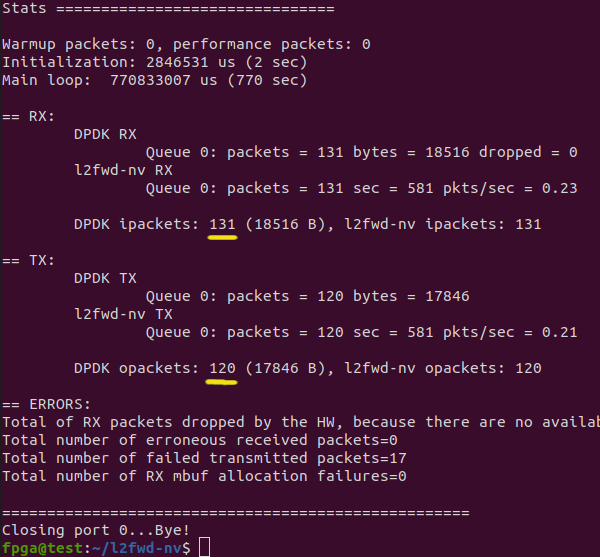 Stats ===============================
Warmup packets: 0, performance packets: 0
Initialization: 2846531 us (2 sec)
Main loop:  770833007 us (770 sec)
== RX:
DPDK RX
Queue 0: packets = 131 bytes = 18516 dropped = 0
l2fwd-nv RX
Queue 0: packets = 131 sec = 581 pkts/sec = 0.23
DPDK ipackets: 131 (18516 B), l2fwd-nv ipackets: 131
== TX:
DPDK TX
Queue 0: packets = 120 bytes = 17846
l2fwd-nv TX
Queue 0: packets = 120 sec = 581 pkts/sec = 0.21
DPDK opackets: 120 (17846 B), l2fwd-nv opackets: 120
== ERRORS:
Total of RX packets dropped by the HW, because there are no availa
Total number of erroneous received packets=0
Total number of failed transmitted packets=17
Total number of RX mbuf allocation failures=0
====================================================
Closing port 0...Bye!
fpga@test:~/l2fwd-nv$